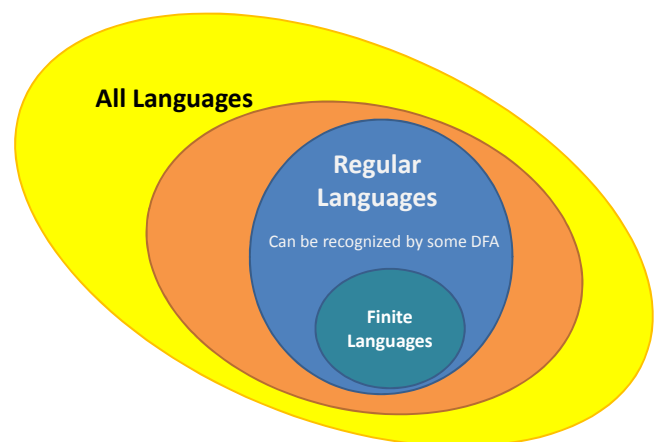 All Languages
Regular
Languages
Can be recognized by some DFA
Finite
Languages